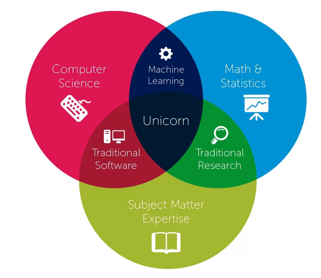 Computer
Science
Machine
Learning
Math &
Statistics
Unicorn
Traditional
Software
Traditional
Research
Subject Matter
Expertise